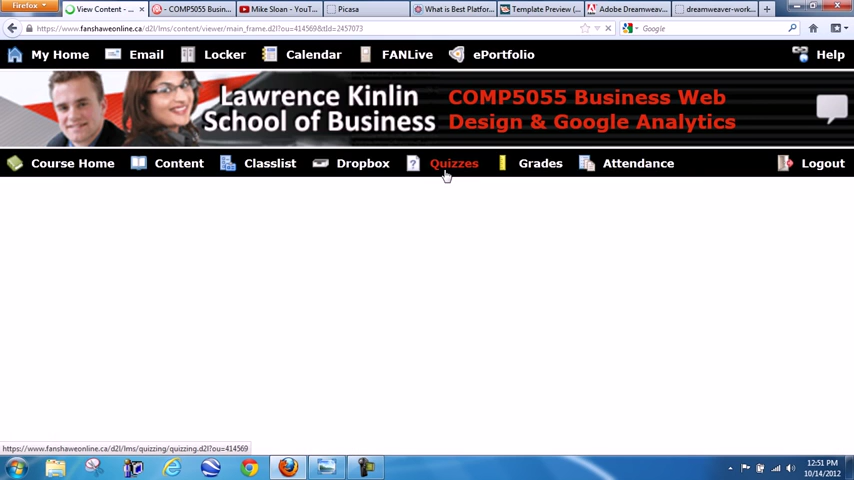 Firefox
View Content - ...
- COMP5055 Busin...
Mike Sloan - YouT...
Picasa
What is Best Platfor...
Template Preview (...
Adobe Dreamweav...
dreamweaver-work...
https://www.fanshaweonline.ca/d2l/lms/content/viewer/main_frame.d2l?ou=414569&tId=2457073
Google
My Home
Email
Locker
Calendar
FANLive
ePortfolio
Help
Lawrence Kinlin
School of Business
COMP5055 Business Web
Design & Google Analytics
Course Home
Content
Classlist
Dropbox
Quizzes
Grades
Attendance
Logout
https://www.fanshaweonline.ca/d2l/lms/quizzing/quizzing.d2l?ou=414569
12:51 PM
10/14/2012